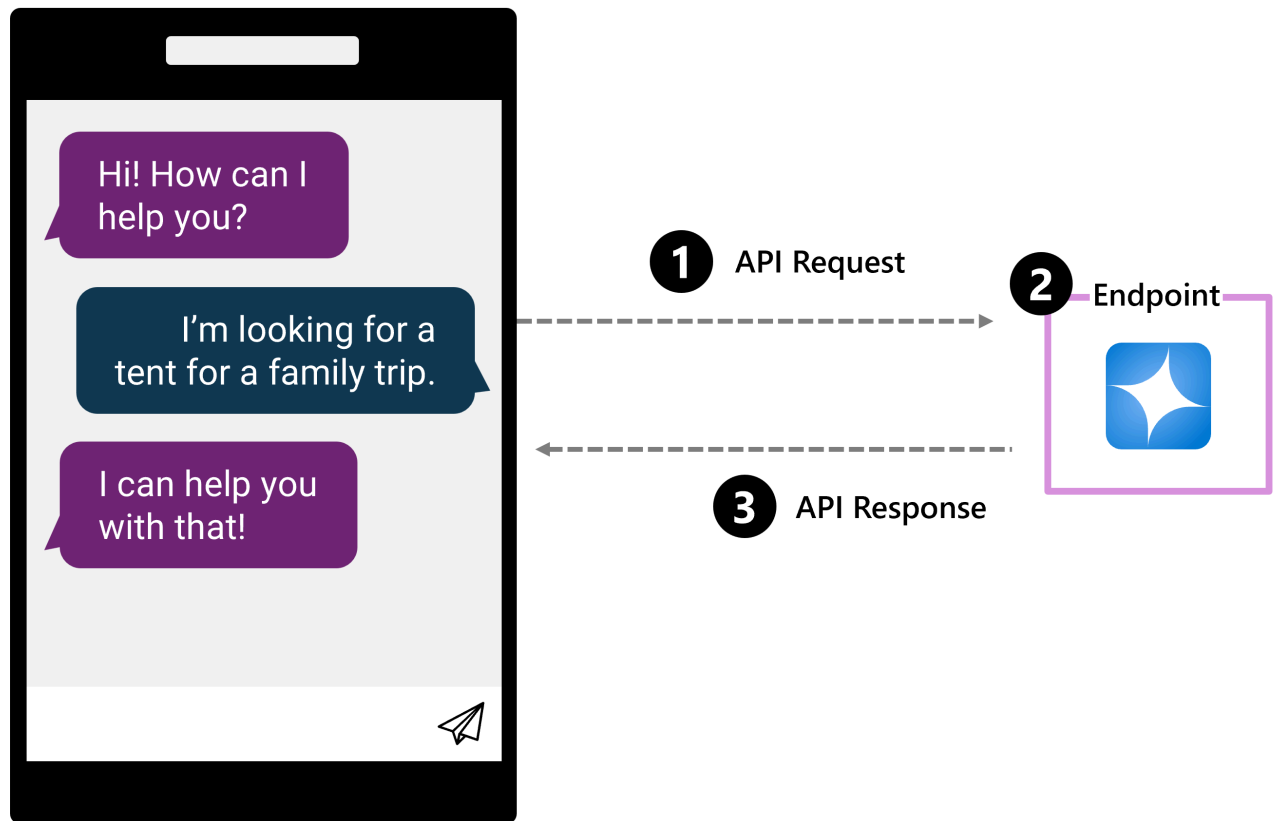 Hi! How can I
help you?
I’m looking for a
tent for a family trip.
I can help you
with that!
1 API Request
2 Endpoint
3 API Response